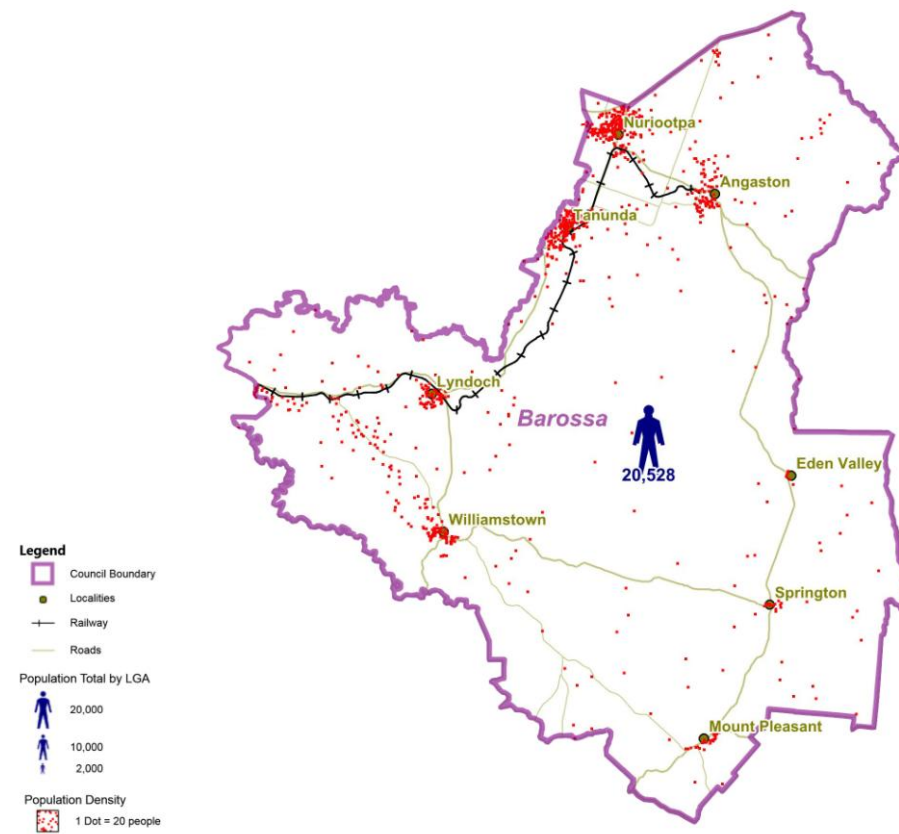 Nuriootpa
Angaston
Tanunda
Lyndoch
Barossa
20,528
Eden Valley
Williamstown
Springton
Mount Pleasant
Legend
Council Boundary
Localities
Railway
Roads
Population Total by LGA
20,000
10,000
2,000
Population Density
1 Dot = 20 people